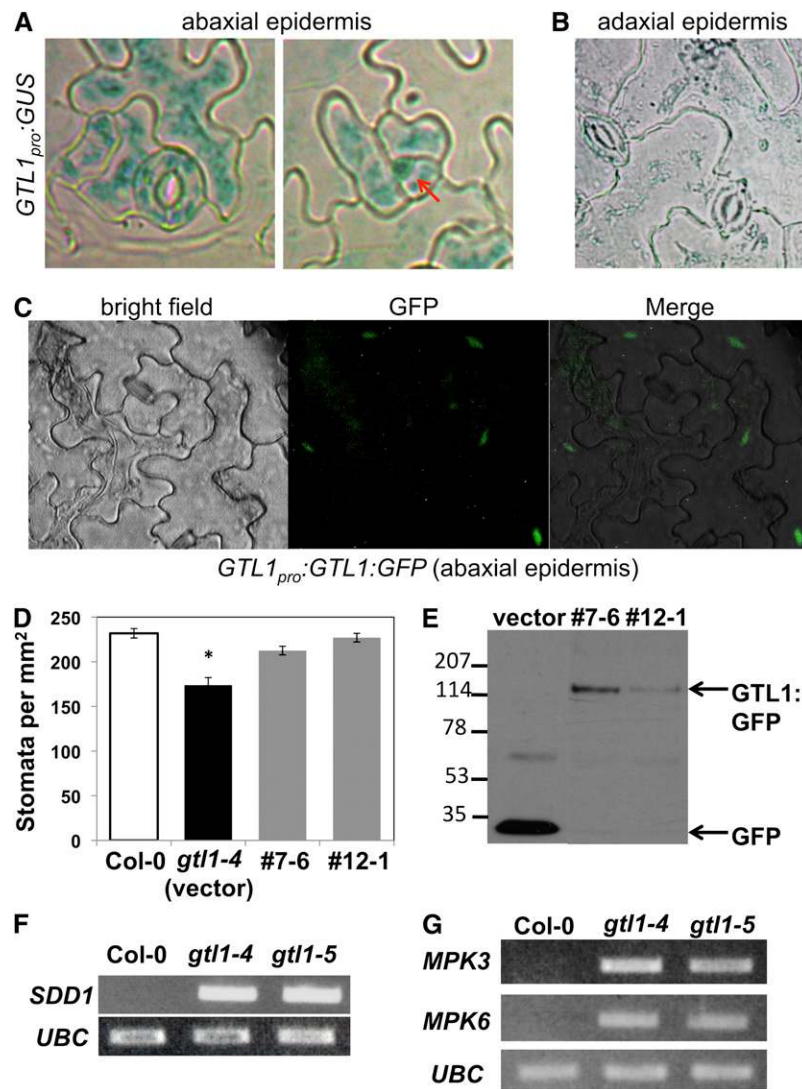 A abaxial epidermis
B adaxial epidermis
GTL1pro:GUS
C bright field GFP Merge
GTL1pro:GTL1:GFP (abaxial epidermis)
D
Stomata per mm2
250
200
150
100
50
0
*
Col-0 gtl1-4 #7-6 #12-1
(vector)
E vector #7-6 #12-1
207
114
78
53
35
GTL1:
GFP
GFP
F Col-0 gtl1-4 gtl1-5
SDD1
UBC
G Col-0 gtl1-4 gtl1-5
MPK3
MPK6
UBC